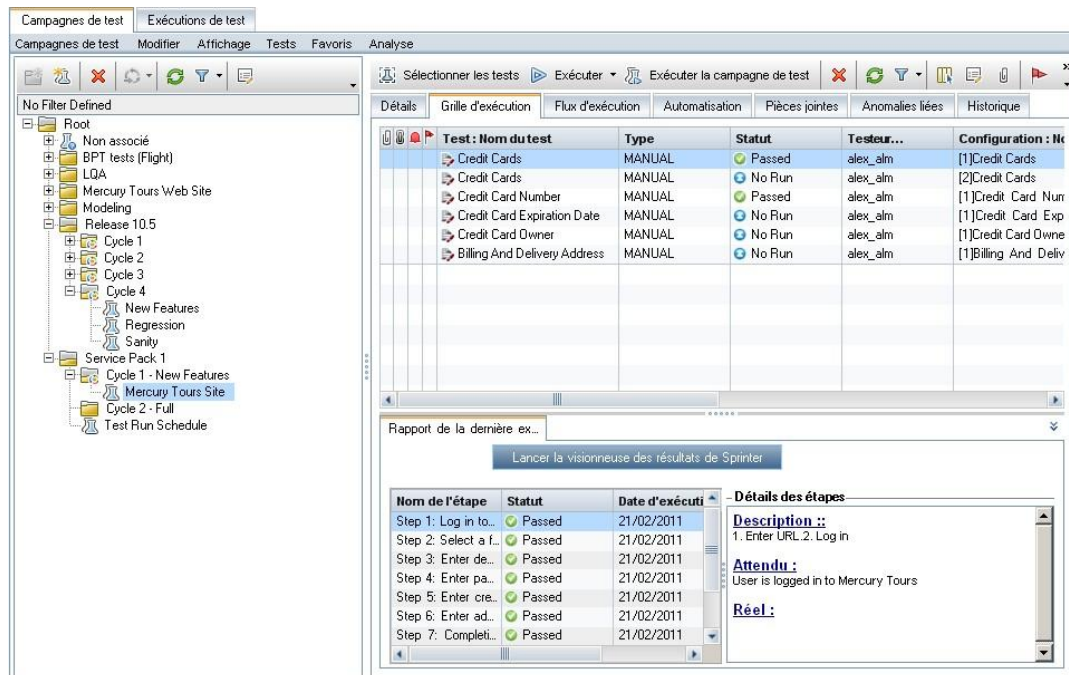 Campagnes de test Exécutions de test
Campagnes de test Modifier Affichage Tests Favoris Analyse
Sélectionner les tests Exécuter Exécuter la campagne de test
No Filter Defined
Root
Non associé
BPT tests (Flight)
LQA
Mercury Tours Web Site
Modeling
Release 10.5
Cycle 1
Cycle 2
Cycle 3
Cycle 4
New Features
Regression
Sanity
Service Pack 1
Cycle 1 - New Features
Mercury Tours Site
Cycle 2 - Full
Test Run Schedule
Détails Grille d'exécution Flux d'exécution Automatisation Pièces jointes Anomalies liées Historique
Test : Nom du test Type Statut Testeur... Configuration : No
Credit Cards MANUAL Passed alex_alm [1]Credit Cards
Credit Cards MANUAL No Run alex_alm [2]Credit Cards
Credit Card Number MANUAL Passed alex_alm [1]Credit Card Num
Credit Card Expiration Date MANUAL No Run alex_alm [1]Credit Card Exp
Credit Card Owner MANUAL No Run alex_alm [1]Credit Card Owne
Billing And Delivery Address MANUAL No Run alex_alm [1]Billing And Deliv
Rapport de la dernière ex...
Lancer la visionneuse des résultats de Sprinter
Nom de l'étape Statut Date d'exécuti
Step 1: Log in to... Passed 21/02/2011
Step 2: Select a f... Passed 21/02/2011
Step 3: Enter de... Passed 21/02/2011
Step 4: Enter pa... Passed 21/02/2011
Step 5: Enter cre... Passed 21/02/2011
Step 6: Enter ad... Passed 21/02/2011
Step 7: Completi... Passed 21/02/2011
Détails des étapes
Description ::
1. Enter URL.2. Log in
Attendu :
User is logged in to Mercury Tours
Réel :